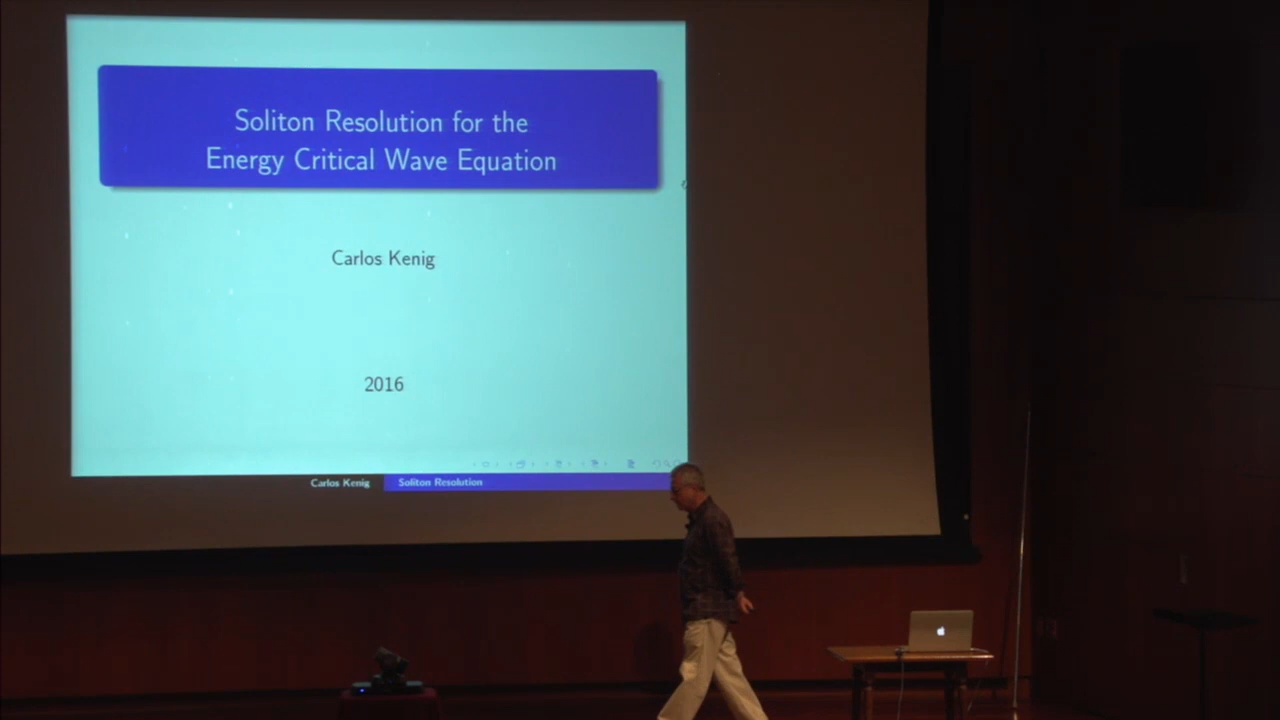 Soliton Resolution for the
Energy Critical Wave Equation
Carlos Kenig
2016
Carlos Kenig Soliton Resolution